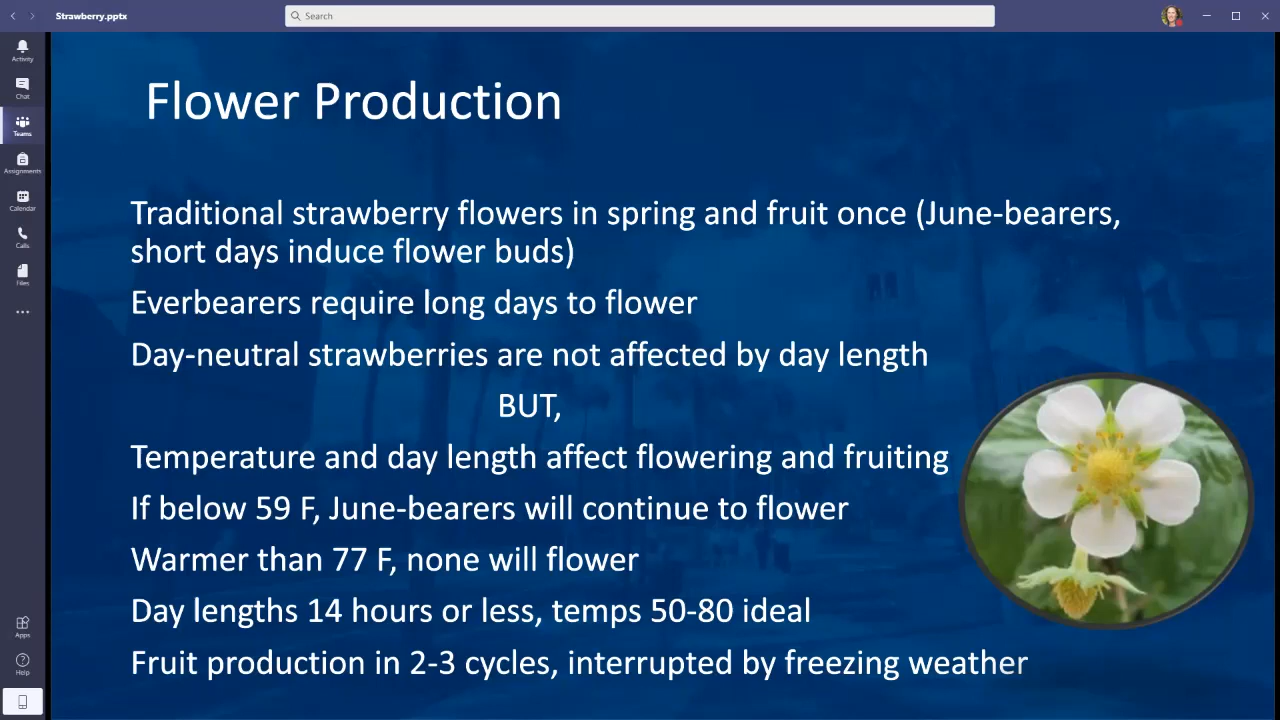 Strawberry.pptx
Search
Activity
Chat
Teams
Assignments
Calendar
Calls
Files
Apps
Help
Flower Production
Traditional strawberry flowers in spring and fruit once (June-bearers,
short days induce flower buds)
Everbearers require long days to flower
Day-neutral strawberries are not affected by day length
BUT,
Temperature and day length affect flowering and fruiting
If below 59 F, June-bearers will continue to flower
Warmer than 77 F, none will flower
Day lengths 14 hours or less, temps 50-80 ideal
Fruit production in 2-3 cycles, interrupted by freezing weather